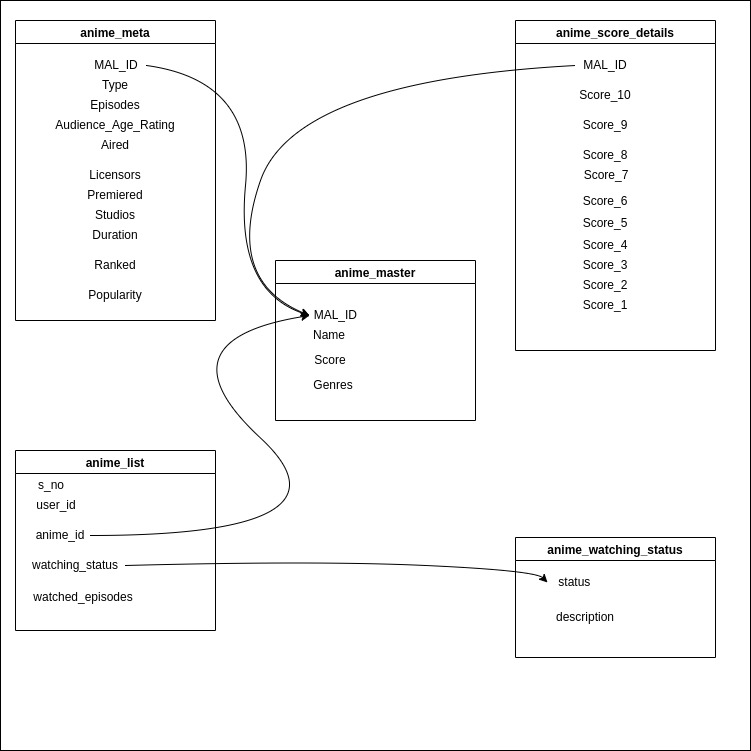 anime_meta
MAL_ID
Type
Episodes
Audience_Age_Rating
Aired
Licensors
Premiered
Studios
Duration
Ranked
Popularity
anime_score_details
MAL_ID
Score_10
Score_9
Score_8
Score_7
Score_6
Score_5
Score_4
Score_3
Score_2
Score_1
anime_master
MAL_ID
Name
Score
Genres
anime_list
s_no
user_id
anime_id
watching_status
watched_episodes
anime_watching_status
status
description